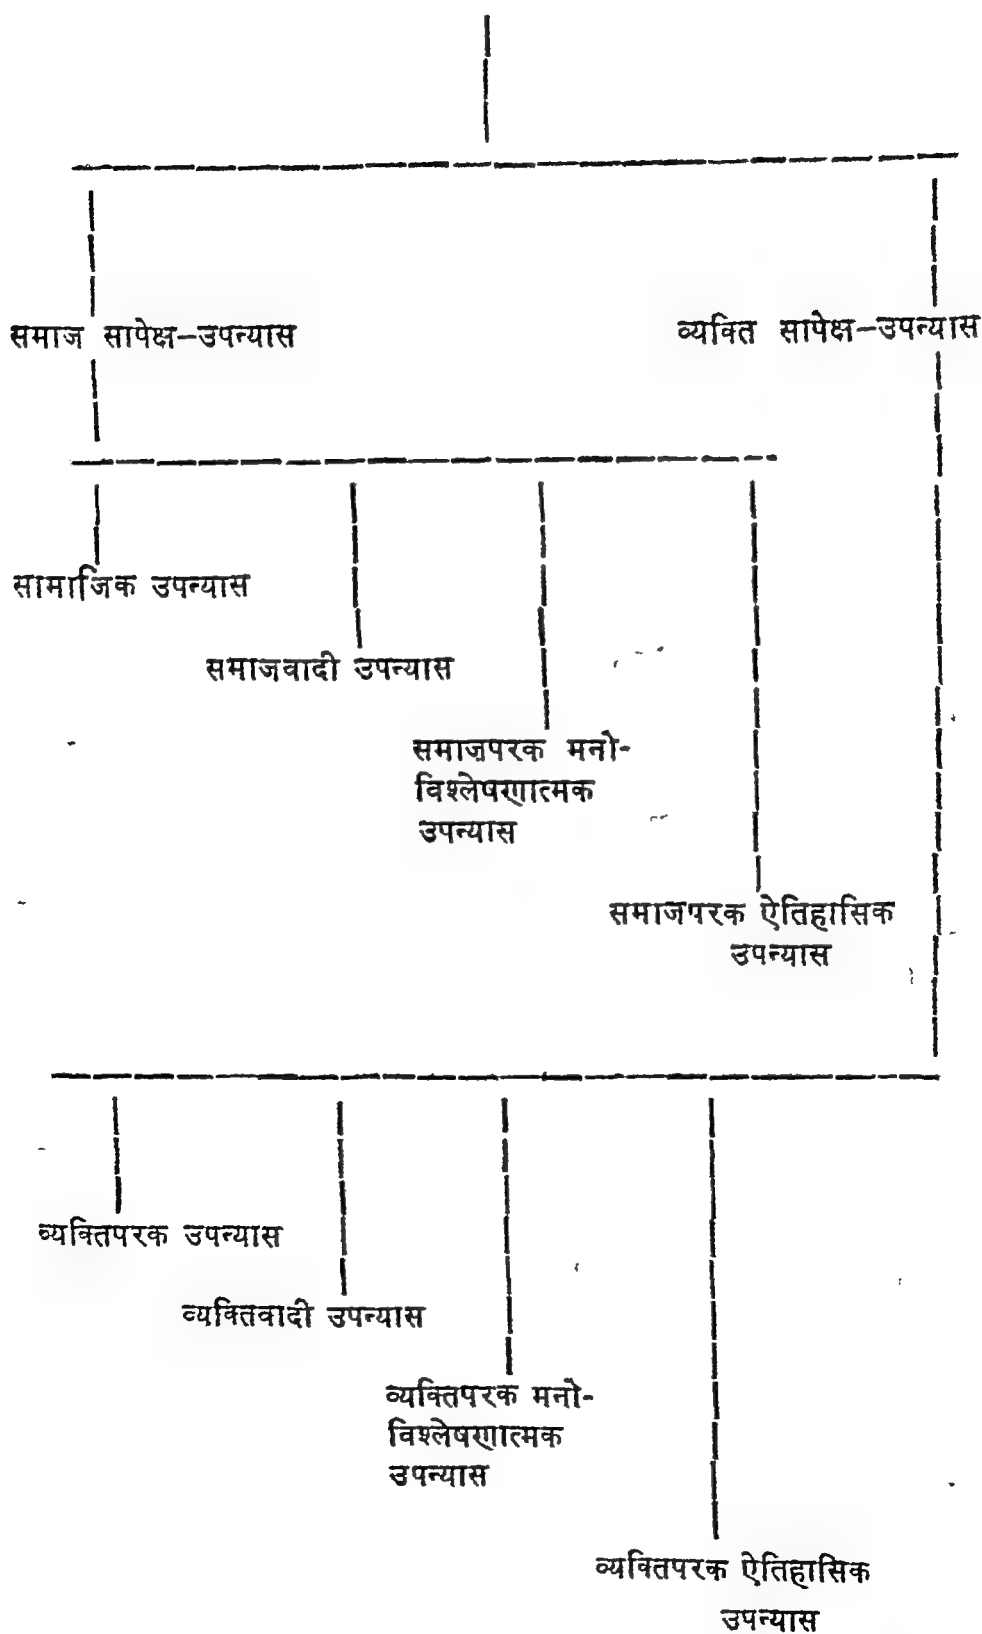 समाज सापेक्ष–उपन्यास
व्यक्ति सापेक्ष–उपन्यास
सामाजिक उपन्यास
समाजवादी उपन्यास
समाजपरक मनो-
विश्लेषणात्मक
उपन्यास
समाजपरक ऐतिहासिक
उपन्यास
व्यक्तिपरक उपन्यास
व्यक्तिवादी उपन्यास
व्यक्तिपरक मनो-
विश्लेषणात्मक
उपन्यास
व्यक्तिपरक ऐतिहासिक
उपन्यास